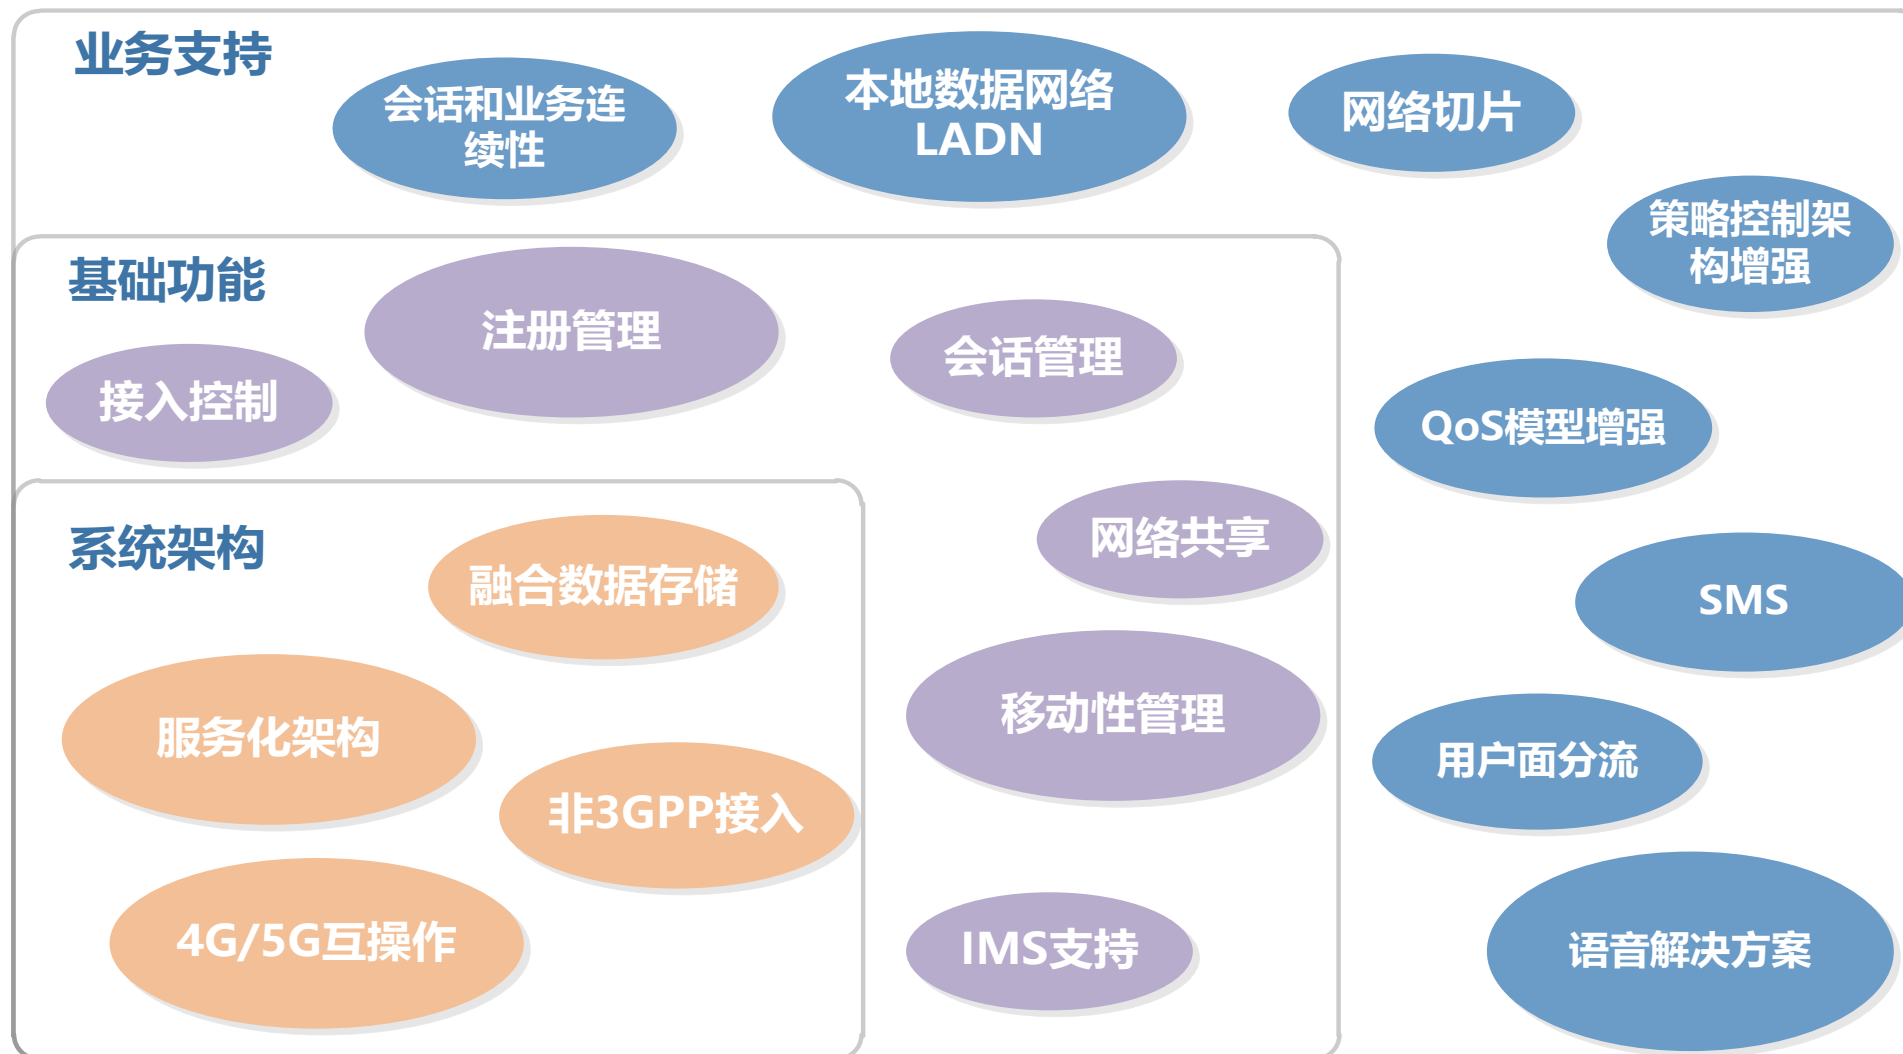 业务支持
会话和业务连
续性
本地数据网络
LADN
网络切片
策略控制架
构增强
基础功能
注册管理
会话管理
接入控制
QoS模型增强
网络共享
系统架构
融合数据存储
SMS
移动性管理
服务化架构
用户面分流
非3GPP接入
4G/5G互操作
IMS支持
语音解决方案